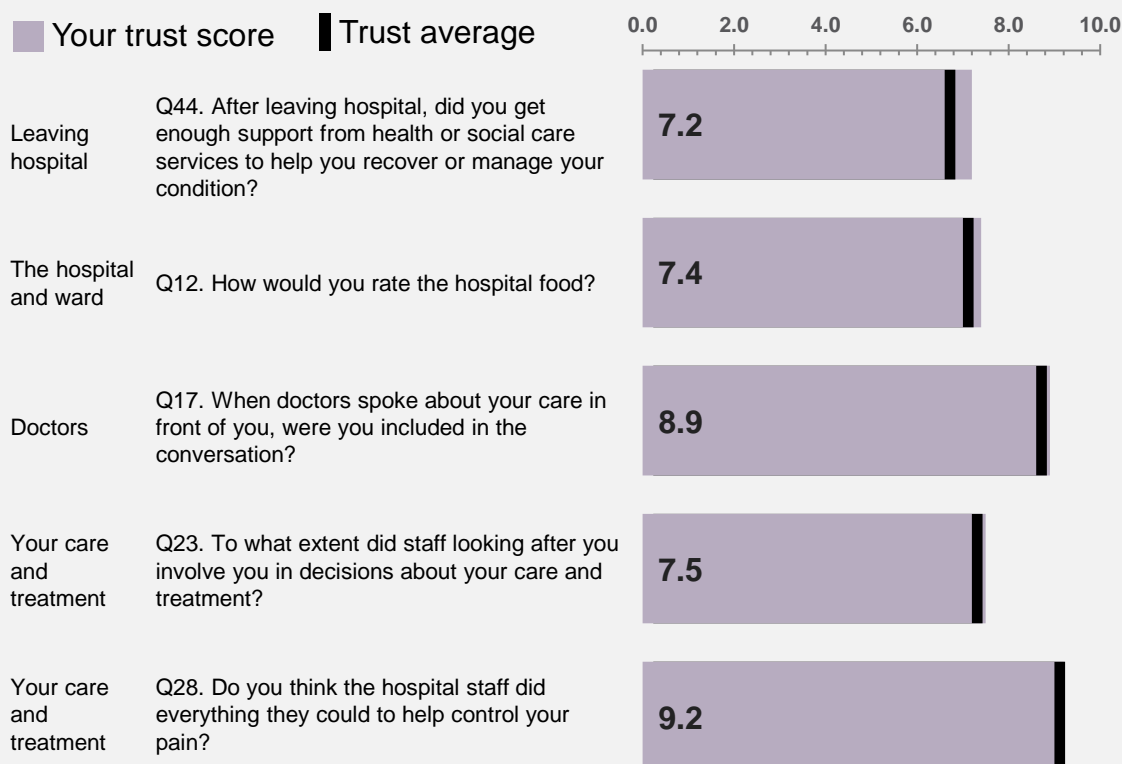 Your trust score
Trust average
0.0 2.0 4.0 6.0 8.0 10.0
Leaving
hospital
Q44. After leaving hospital, did you get
enough support from health or social care
services to help you recover or manage your
condition?
7.2
The hospital
and ward
Q12. How would you rate the hospital food?
7.4
Doctors
Q17. When doctors spoke about your care in
front of you, were you included in the
conversation?
8.9
Your care
and
treatment
Q23. To what extent did staff looking after you
involve you in decisions about your care and
treatment?
7.5
Your care
and
treatment
Q28. Do you think the hospital staff did
everything they could to help control your
pain?
9.2